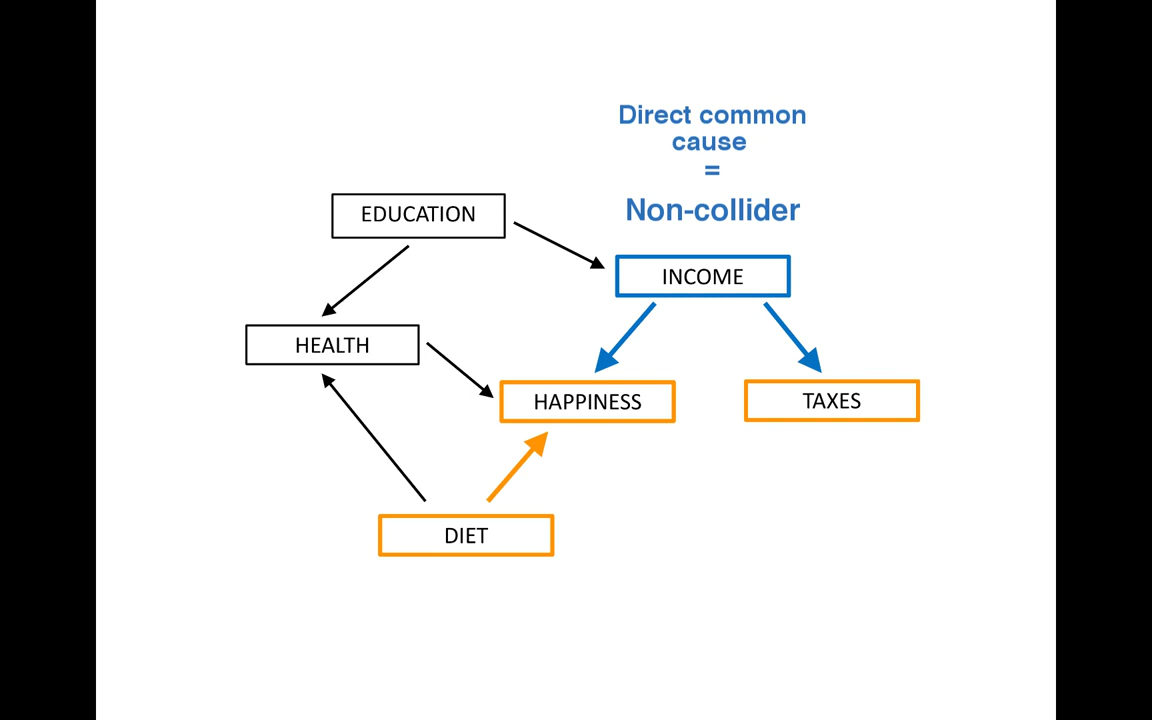 Direct common
cause
=
Non-collider
EDUCATION
INCOME
HEALTH
HAPPINESS
TAXES
DIET